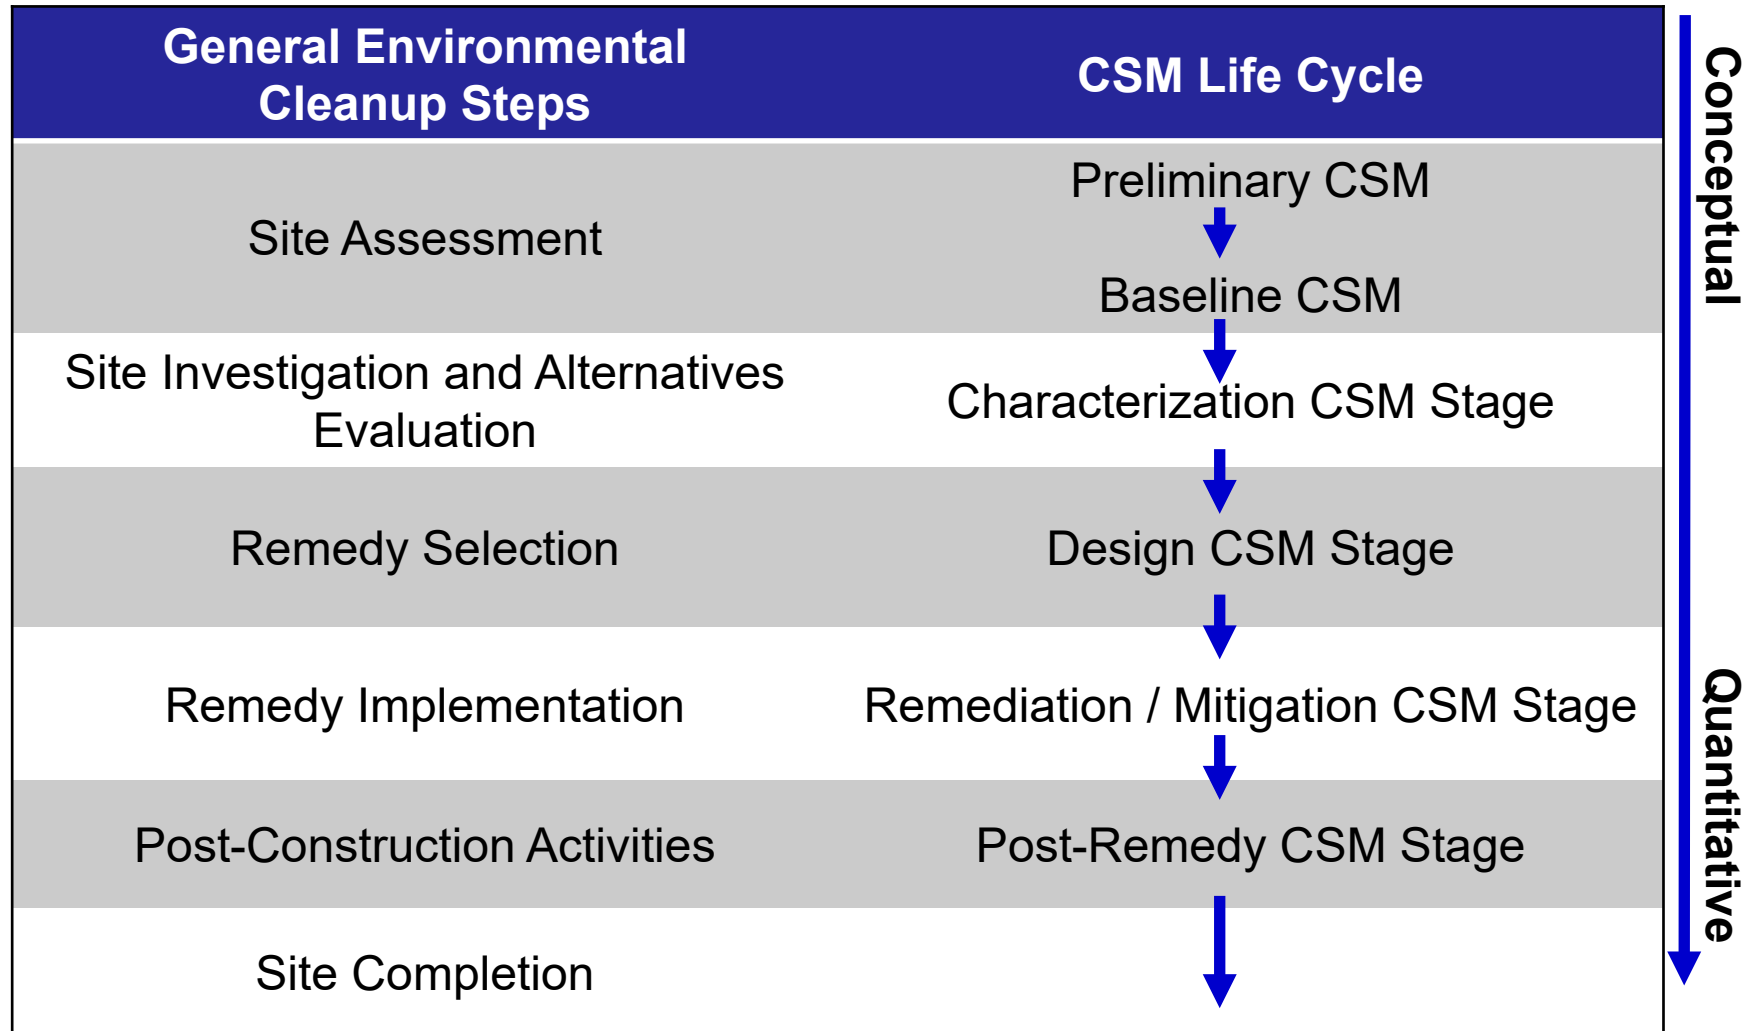 General Environmental
Cleanup Steps
CSM Life Cycle
Site Assessment
Preliminary CSM
Baseline CSM
Site Investigation and Alternatives
Evaluation
Characterization CSM Stage
Remedy Selection
Design CSM Stage
Remedy Implementation
Remediation / Mitigation CSM Stage
Post-Construction Activities
Post-Remedy CSM Stage
Site Completion
Conceptual
Quantitative